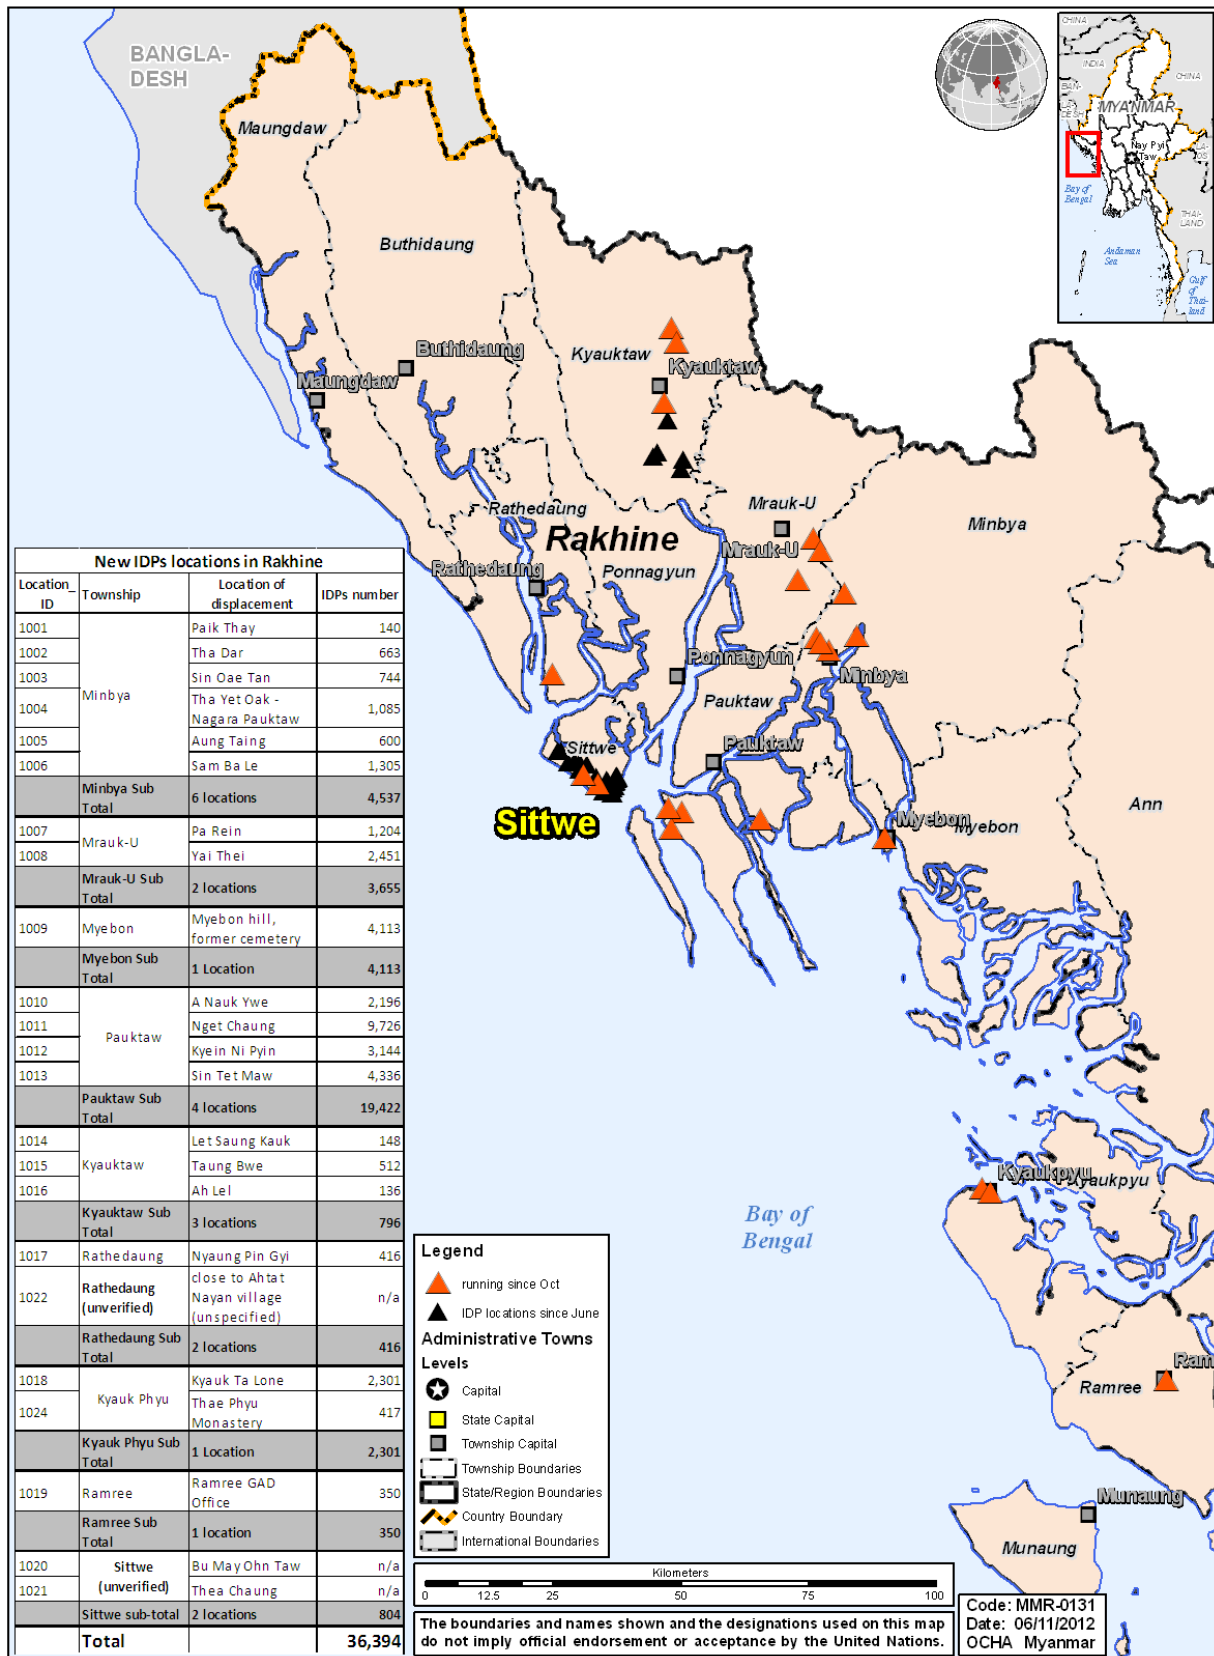 BANGLA-
DESH
Maungdaw
Buthidaung
Kyauktaw
Buthidaung
Maungdaw
Kyauktaw
Mrauk-U
Minbya
Rathedaung
Rakhine
Mrauk-U
Rathedaung
Ponnagyun
Ponnagyun
Minbya
Pauktaw
Sittwe
Pauktaw
Sittwe
Myebon
Myebon
Ann
Kyaukpyu
Kyaukpyu
Bay of
Bengal
Ram
Ramree
Munaung
Munaung
CHINA
INDIA
CHINA
BAN-
LA-
DESH
MYANMAR
Nay Pyi
Taw
LA-
OS
Bay of
Bengal
THAI-
LAND
Andaman
Sea
Gulf
of
Thai-
land
New IDPs locations in Rakhine
Location_ID Township Location of displacement IDPs number
1001 Minbya Paik Thay 140
1002 Tha Dar 663
1003 Sin Oae Tan 744
1004 Tha Yet Oak - Nagara Pauktaw 1,085
1005 Aung Taing 600
1006 Sam Ba Le 1,305
Minbya Sub Total 6 locations 4,537
1007 Mrauk-U Pa Rein 1,204
1008 Yai Thei 2,451
Mrauk-U Sub Total 2 locations 3,655
1009 Myebon Myebon hill, former cemetery 4,113
Myebon Sub Total 1 Location 4,113
1010 Pauktaw A Nauk Ywe 2,196
1011 Nget Chaung 9,726
1012 Kyein Ni Pyin 3,144
1013 Sin Tet Maw 4,336
Pauktaw Sub Total 4 locations 19,422
1014 Kyauktaw Let Saung Kauk 148
1015 Taung Bwe 512
1016 Ah Lel 136
Kyauktaw Sub Total 3 locations 796
1017 Rathedaung Nyaung Pin Gyi 416
1022 Rathedaung (unverified) close to Ahtat Nayan village (unspecified) n/a
Rathedaung Sub Total 2 locations 416
1018 Kyauk Phyu Kyauk Ta Lone 2,301
1024 Thae Phyu Monastery 417
Kyauk Phyu Sub Total 1 Location 2,301
1019 Ramree Ramree GAD Office 350
Ramree Sub Total 1 location 350
1020 Sittwe (unverified) Bu May Ohn Taw n/a
1021 Thea Chaung n/a
Sittwe sub-total 2 locations 804
Total 36,394
Legend
running since Oct
IDP locations since June
Administrative Towns
Levels
Capital
State Capital
Township Capital
Township Boundaries
State/Region Boundaries
Country Boundary
International Boundaries
Kilometers
0 12.5 25 50 75 100
The boundaries and names shown and the designations used on this map
do not imply official endorsement or acceptance by the United Nations.
Code: MMR-0131
Date: 06/11/2012
OCHA Myanmar